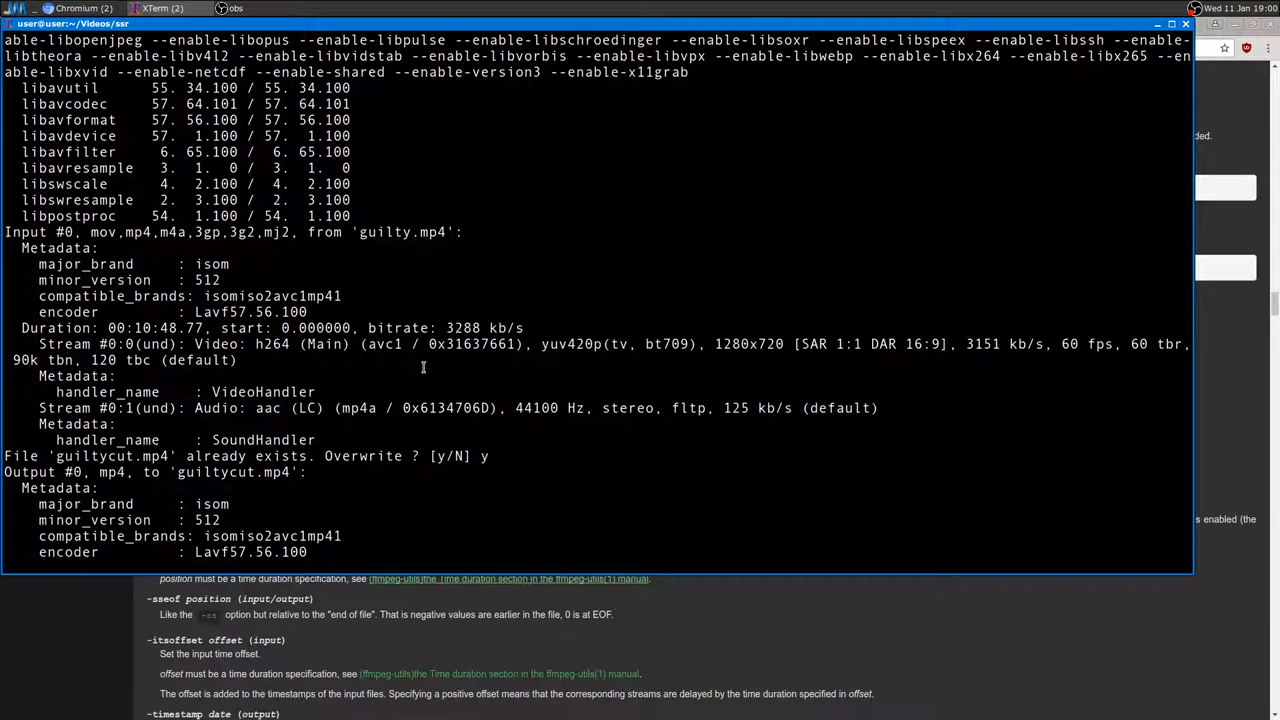 Chromium (2)
XTerm (2)
obs
Wed 11 Jan 19:00
user@user:~/Videos/ssr
able-libopenjpeg --enable-libopus --enable-libpulse --enable-libschroedinger --enable-libsoxr --enable-libspeex --enable-libssh --enable-
libtheora --enable-libv4l2 --enable-libvidstab --enable-libvorbis --enable-libvpx --enable-libwebp --enable-libx264 --enable-libx265 --en
able-libxvid --enable-netcdf --enable-shared --enable-version3 --enable-x11grab
libavutil      55. 34.100 / 55. 34.100
libavcodec     57. 64.101 / 57. 64.101
libavformat    57. 56.100 / 57. 56.100
libavdevice    57.  1.100 / 57.  1.100
ded.
libavfilter     6. 65.100 /  6. 65.100
libavresample   3.  1.  0 /  3.  1.  0
libswscale      4.  2.100 /  4.  2.100
libswresample   2.  3.100 /  2.  3.100
libpostproc    54.  1.100 / 54.  1.100
Input #0, mov,mp4,m4a,3gp,3g2,mj2, from 'guilty.mp4':
Metadata:
major_brand     : isom
minor_version   : 512
compatible_brands: isomiso2avc1mp41
encoder         : Lavf57.56.100
Duration: 00:10:48.77, start: 0.000000, bitrate: 3288 kb/s
Stream #0:0(und): Video: h264 (Main) (avc1 / 0x31637661), yuv420p(tv, bt709), 1280x720 [SAR 1:1 DAR 16:9], 3151 kb/s, 60 fps, 60 tbr,
90k tbn, 120 tbc (default)
Metadata:
handler_name    : VideoHandler
Stream #0:1(und): Audio: aac (LC) (mp4a / 0x6134706D), 44100 Hz, stereo, fltp, 125 kb/s (default)
Metadata:
handler_name    : SoundHandler
File 'guiltycut.mp4' already exists. Overwrite ? [y/N] y
Output #0, mp4, to 'guiltycut.mp4':
Metadata:
major_brand     : isom
minor_version   : 512
s enabled (the
compatible_brands: isomiso2avc1mp41
encoder         : Lavf57.56.100
position must be a time duration specification, see (ffmpeg-utils)the Time duration section in the ffmpeg-utils(1) manual.
-sseof position (input/output)
Like the -ss option but relative to the "end of file". That is negative values are earlier in the file, 0 is at EOF.
-itsoffset offset (input)
Set the input time offset.
offset must be a time duration specification, see (ffmpeg-utils)the Time duration section in the ffmpeg-utils(1) manual.
The offset is added to the timestamps of the input files. Specifying a positive offset means that the corresponding streams are delayed by the time duration specified in offset.
-timestamp date (output)